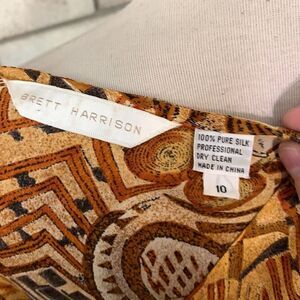 BRETT HARRISON
100% PURE SILK
PROFESSIONAL
DRY CLEAN
MADE IN CHINA
10